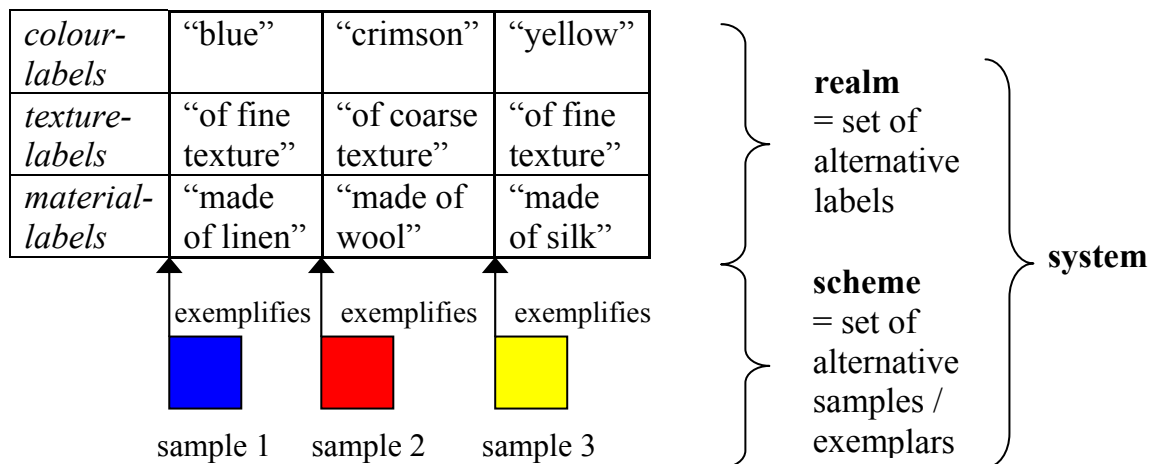 colour-
labels
“blue”
“crimson”
“yellow”
texture-
labels
“of fine
texture”
“of coarse
texture”
“of fine
texture”
material-
labels
“made
of linen”
“made of
wool”
“made
of silk”
exemplifies
exemplifies
exemplifies
sample 1
sample 2
sample 3
realm
= set of
alternative
labels
scheme
= set of
alternative
samples /
exemplars
system